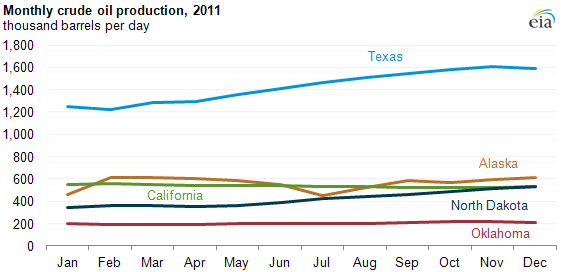 Monthly crude oil production, 2011
thousand barrels per day
eia
1,800
1,600
1,400
1,200
1,000
800
600
400
200
0
Texas
Alaska
California
North Dakota
Oklahoma
Jan Feb Mar Apr May Jun Jul Aug Sep Oct Nov Dec